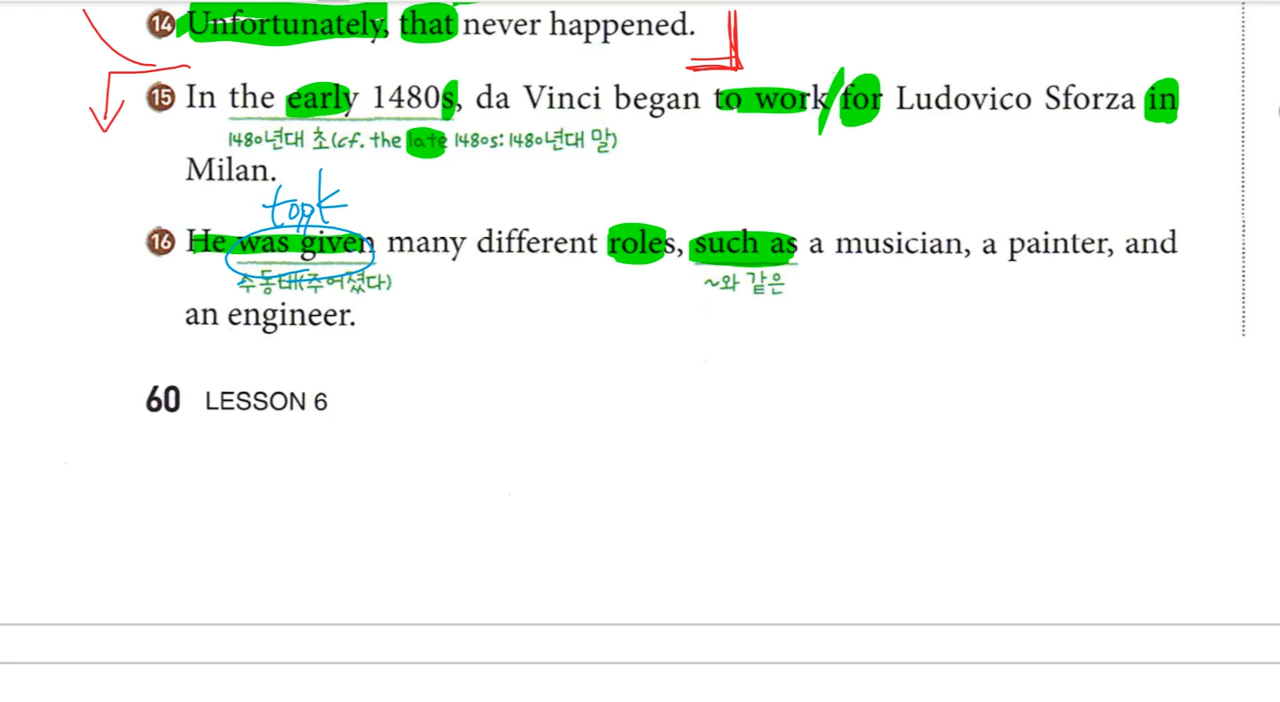 14 Unfortunately, that never happened.
15 In the early 1480s, da Vinci began to work for Ludovico Sforza in
1480년대 초(cf. the late 1480s: 1480년대 말)
Milan.
took
16 He was given many different roles, such as a musician, a painter, and
수동태(주어졌다) ~와 같은
an engineer.
60 LESSON 6